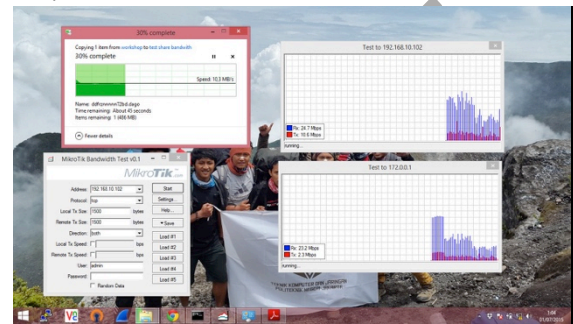 30% complete
Copying 1 item from workshop to test share bandwith
30% complete
Speed: 10,3 MB/s
Time remaining: About 45 seconds
Items remaining: 1 (486 MB)
Fewer details
Test to 192.168.10.102
Rx: 24.7 Mbps
Tx: 10.6 Mbps
running...
MikroTik Bandwidth Test v0.1
MikroTik
Address: 192.168.10.102 Start
Protocol: tcp Settings...
Local Tx Size: 1500 bytes Help...
Remote Tx Size: 1500 bytes Save
Direction: both Load #1
Local Tx Speed: bps Load #2
Remote Tx Speed: bps Load #3
User: admin Load #4
Password: Load #5
Random Data
Test to 172.0.0.1
Rx: 23.2 Mbps
Tx: 2.3 Mbps
running...